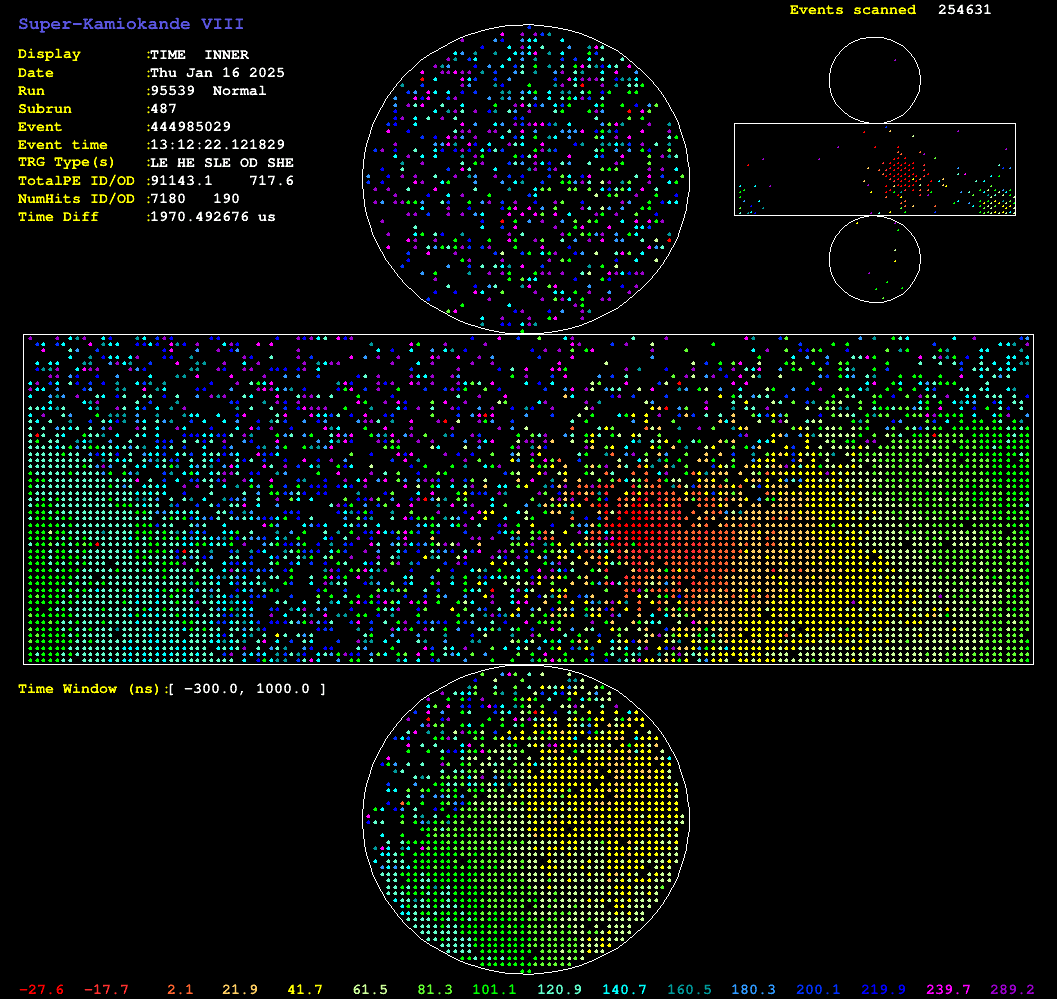 Super-Kamiokande VIII
Events scanned 254631
Display :TIME INNER
Date :Thu Jan 16 2025
Run :95539 Normal
Subrun :487
Event :444985029
Event time :13:12:22.121829
TRG Type(s) :LE HE SLE OD SHE
TotalPE ID/OD :91143.1 717.6
NumHits ID/OD :7180 190
Time Diff :1970.492676 us
Time Window (ns):[ -300.0, 1000.0 ]
-27.6 -17.7 2.1 21.9 41.7 61.5 81.3 101.1 120.9 140.7 160.5 180.3 200.1 219.9 239.7 289.2